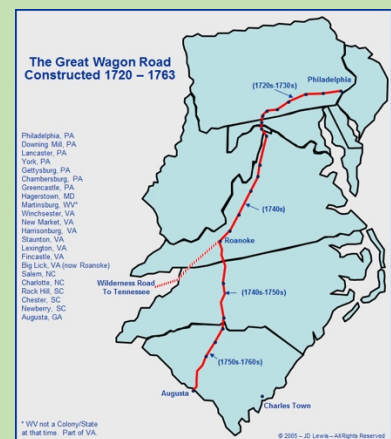 The Great Wagon Road
Constructed 1720 – 1763
Philadelphia
(1720s-1730s)
Philadelphia, PA
Downing Mill, PA
Lancaster, PA
York, PA
Gettysburg, PA
Chambersburg, PA
Greencastle, PA
Hagerstown, MD
Martinsburg, WV*
Winchester, VA
New Market, VA
Harrisonburg, VA
Staunton, VA
Lexington, VA
Fincastle, VA
Big Lick, VA (now Roanoke)
Salem, NC
Charlotte, NC
Rock Hill, SC
Chester, SC
Newberry, SC
Augusta, GA
(1740s)
Roanoke
Wilderness Road
To Tennessee
(1740s-1750s)
(1750s-1760s)
Augusta
Charles Town
* WV not a Colony/State
at that time. Part of VA.
© 2005 – JD Lewis – All Rights Reserved